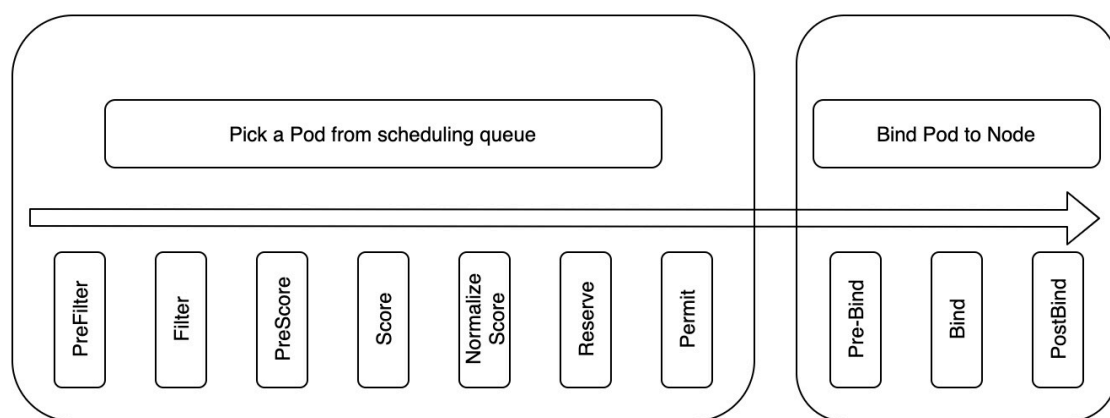 Pick a Pod from scheduling queue
Bind Pod to Node
PreFilter
Filter
PreScore
Score
Normalize
Score
Reserve
Permit
Pre-Bind
Bind
PostBind